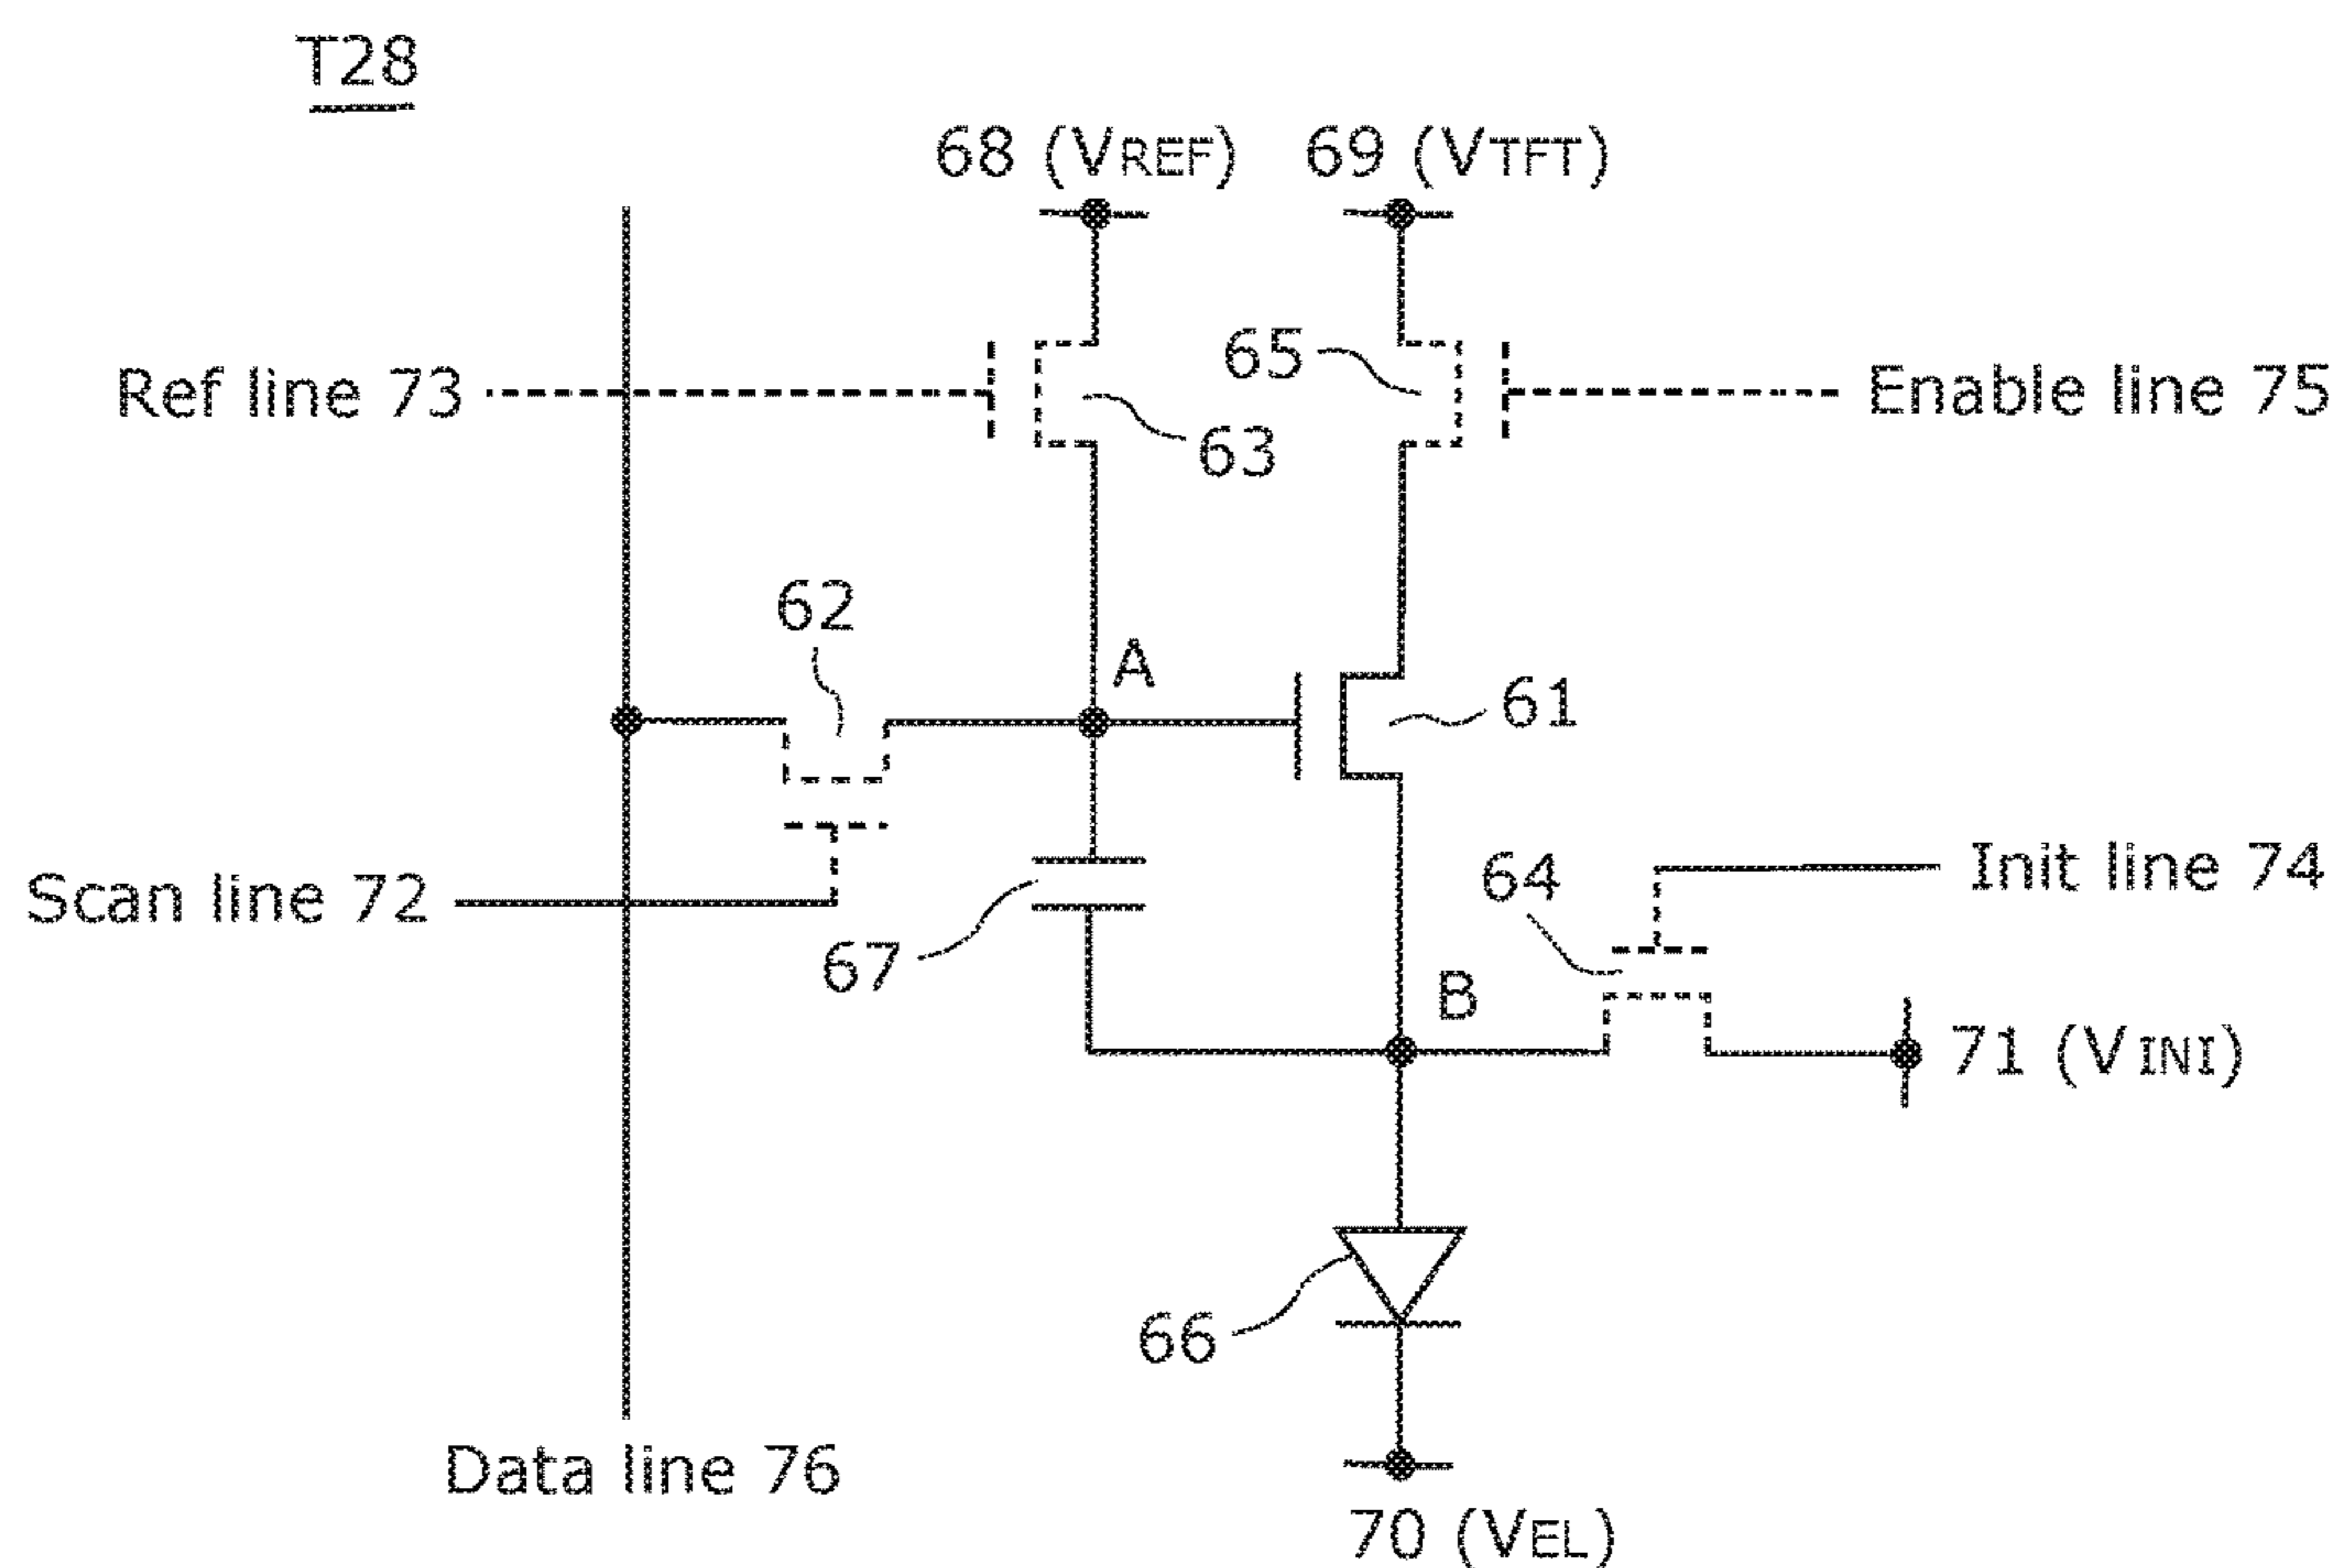 T28
68 (VREF)
69 (VTFT)
Ref line 73
65
Enable line 75
63
62
A
61
Scan line 72
67
64
Init line 74
B
71 (VINI)
66
Data line 76
70 (VEL)